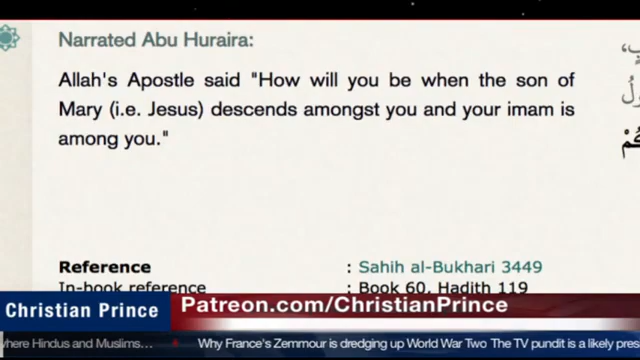 Narrated Abu Huraira:
Allah's Apostle said "How will you be when the son of
Mary (i.e. Jesus) descends amongst you and your imam is
among you."
Reference : Sahih al-Bukhari 3449
In-book reference : Book 60, Hadith 119
Christian Prince Patreon.com/ChristianPrince
where Hindus and Muslims... Why France's Zemmour is dredging up World War Two The TV pundit is a likely pres